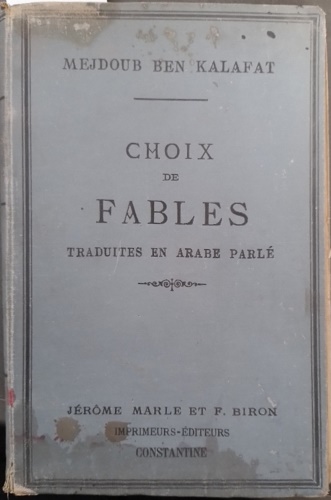 MEJDOUB BEN KALAFAT
CHOIX
DE
FABLES
TRADUITES EN ARABE PARLÉ
JÉRÔME MARLE ET F. BIRON
IMPRIMEURS-ÉDITEURS
CONSTANTINE